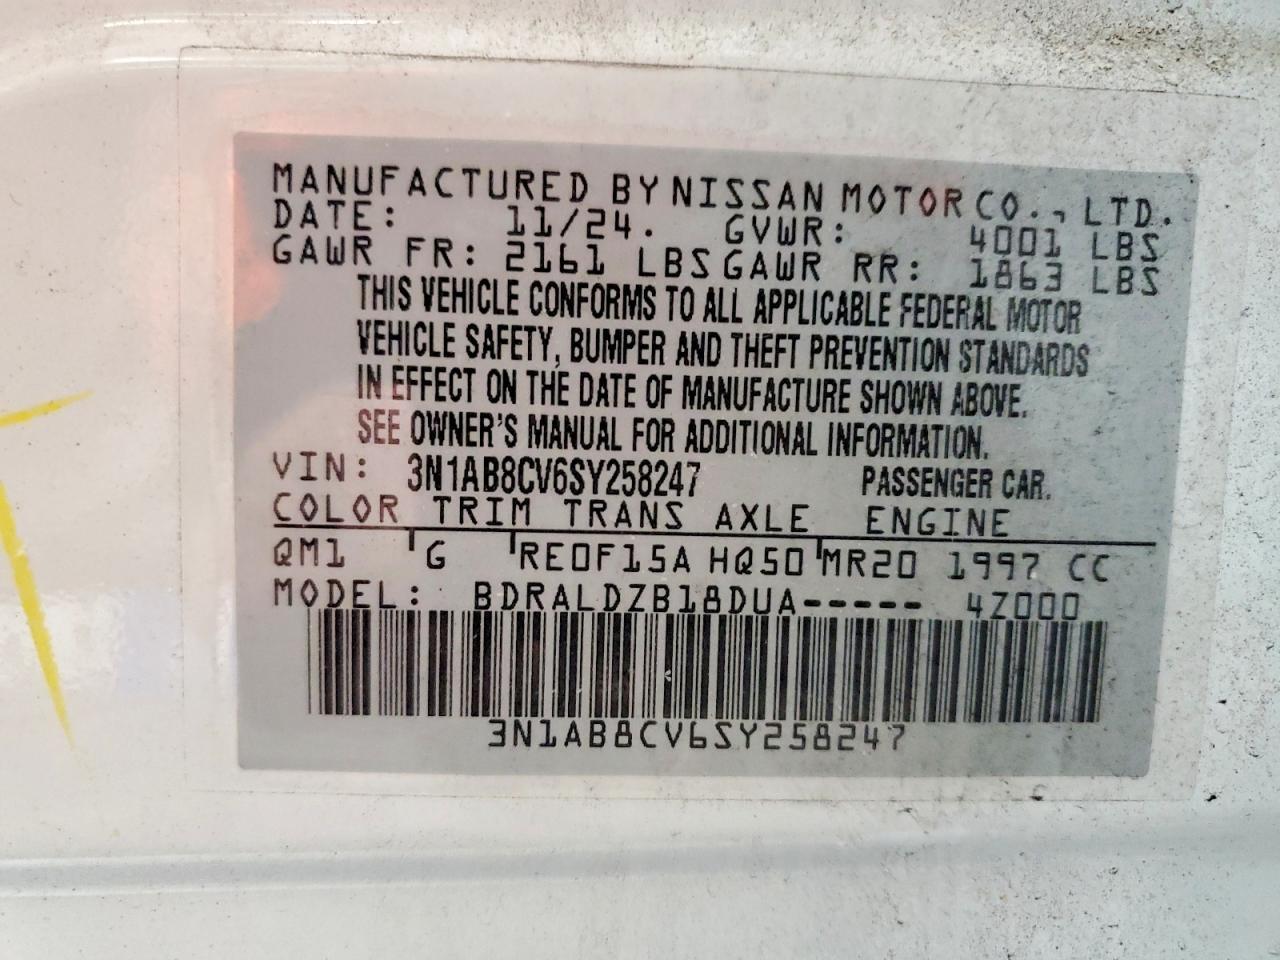 MANUFACTURED BY NISSAN MOTOR CO., LTD.
DATE: 11/24. GVWR: 4001 LBS
GAWR FR: 2161 LBS GAWR RR: 1863 LBS
THIS VEHICLE CONFORMS TO ALL APPLICABLE FEDERAL MOTOR
VEHICLE SAFETY, BUMPER AND THEFT PREVENTION STANDARDS
IN EFFECT ON THE DATE OF MANUFACTURE SHOWN ABOVE.
SEE OWNER'S MANUAL FOR ADDITIONAL INFORMATION.
VIN: 3N1AB8CV6SY258247 PASSENGER CAR.
COLOR TRIM TRANS AXLE ENGINE
QM1 G RE0F15A HQ50 MR20 1997 CC
MODEL: BDRALDZB18DUA----- 4Z000
3N1AB8CV6SY258247